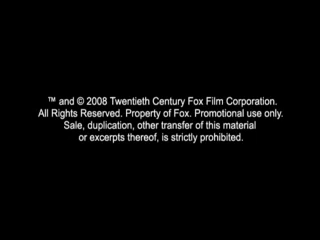 ™ and © 2008 Twentieth Century Fox Film Corporation.
All Rights Reserved. Property of Fox. Promotional use only.
Sale, duplication, other transfer of this material
or excerpts thereof, is strictly prohibited.